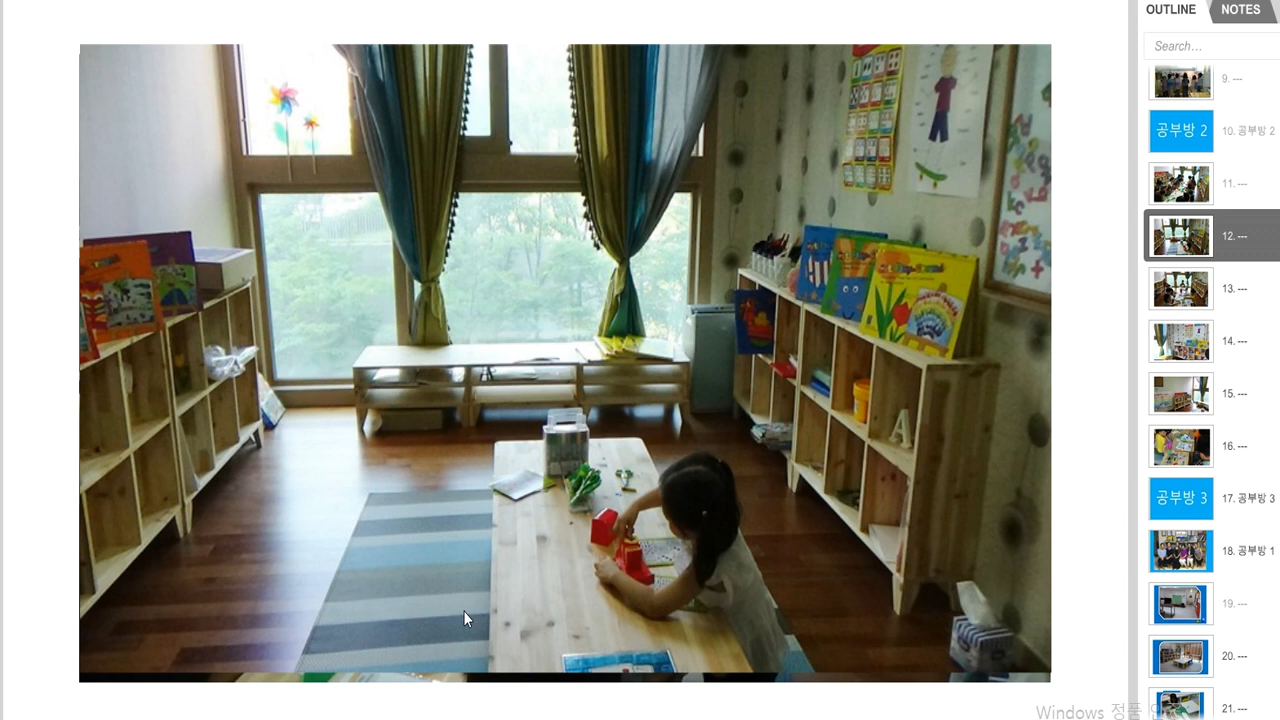 OUTLINE
NOTES
Search...
9. ---
공부방 2
10. 공부방 2
11. ---
12. ---
13. ---
14. ---
15. ---
16. ---
공부방 3
17. 공부방 3
18. 공부방 1
19. ---
20. ---
21. ---
A
Windows 정품